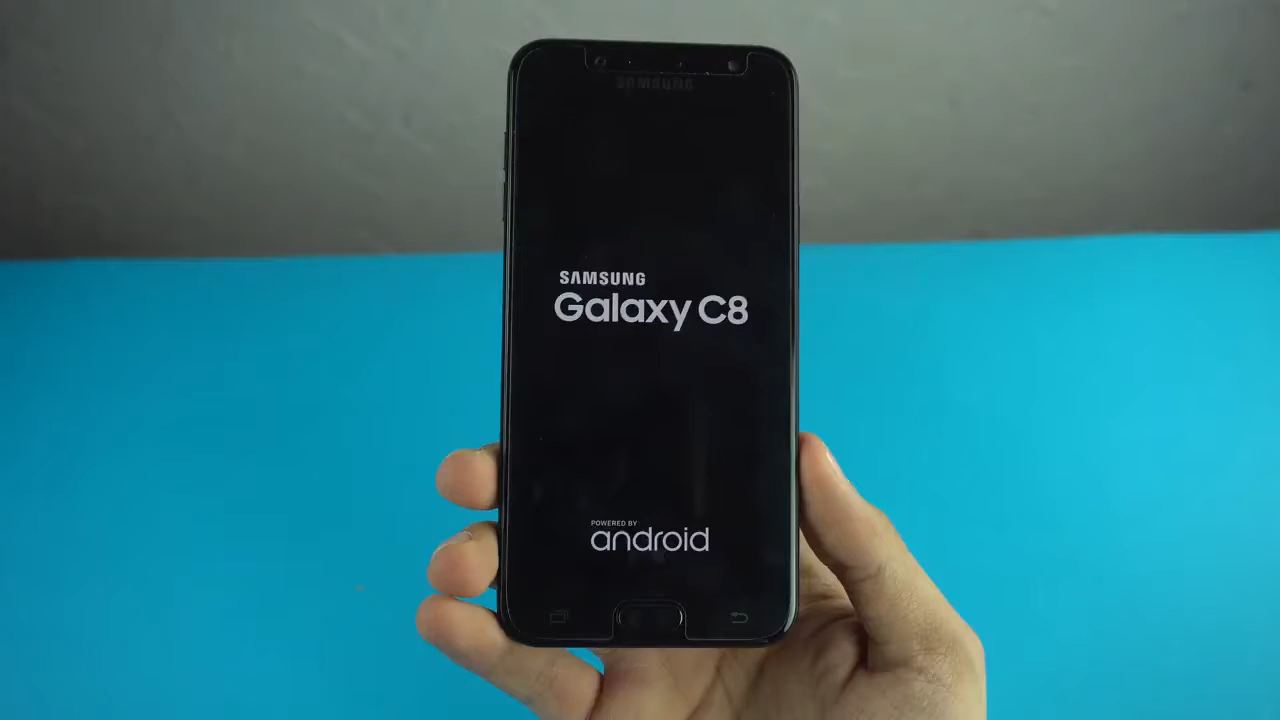 SAMSUNG
SAMSUNG
Galaxy C8
POWERED BY
android